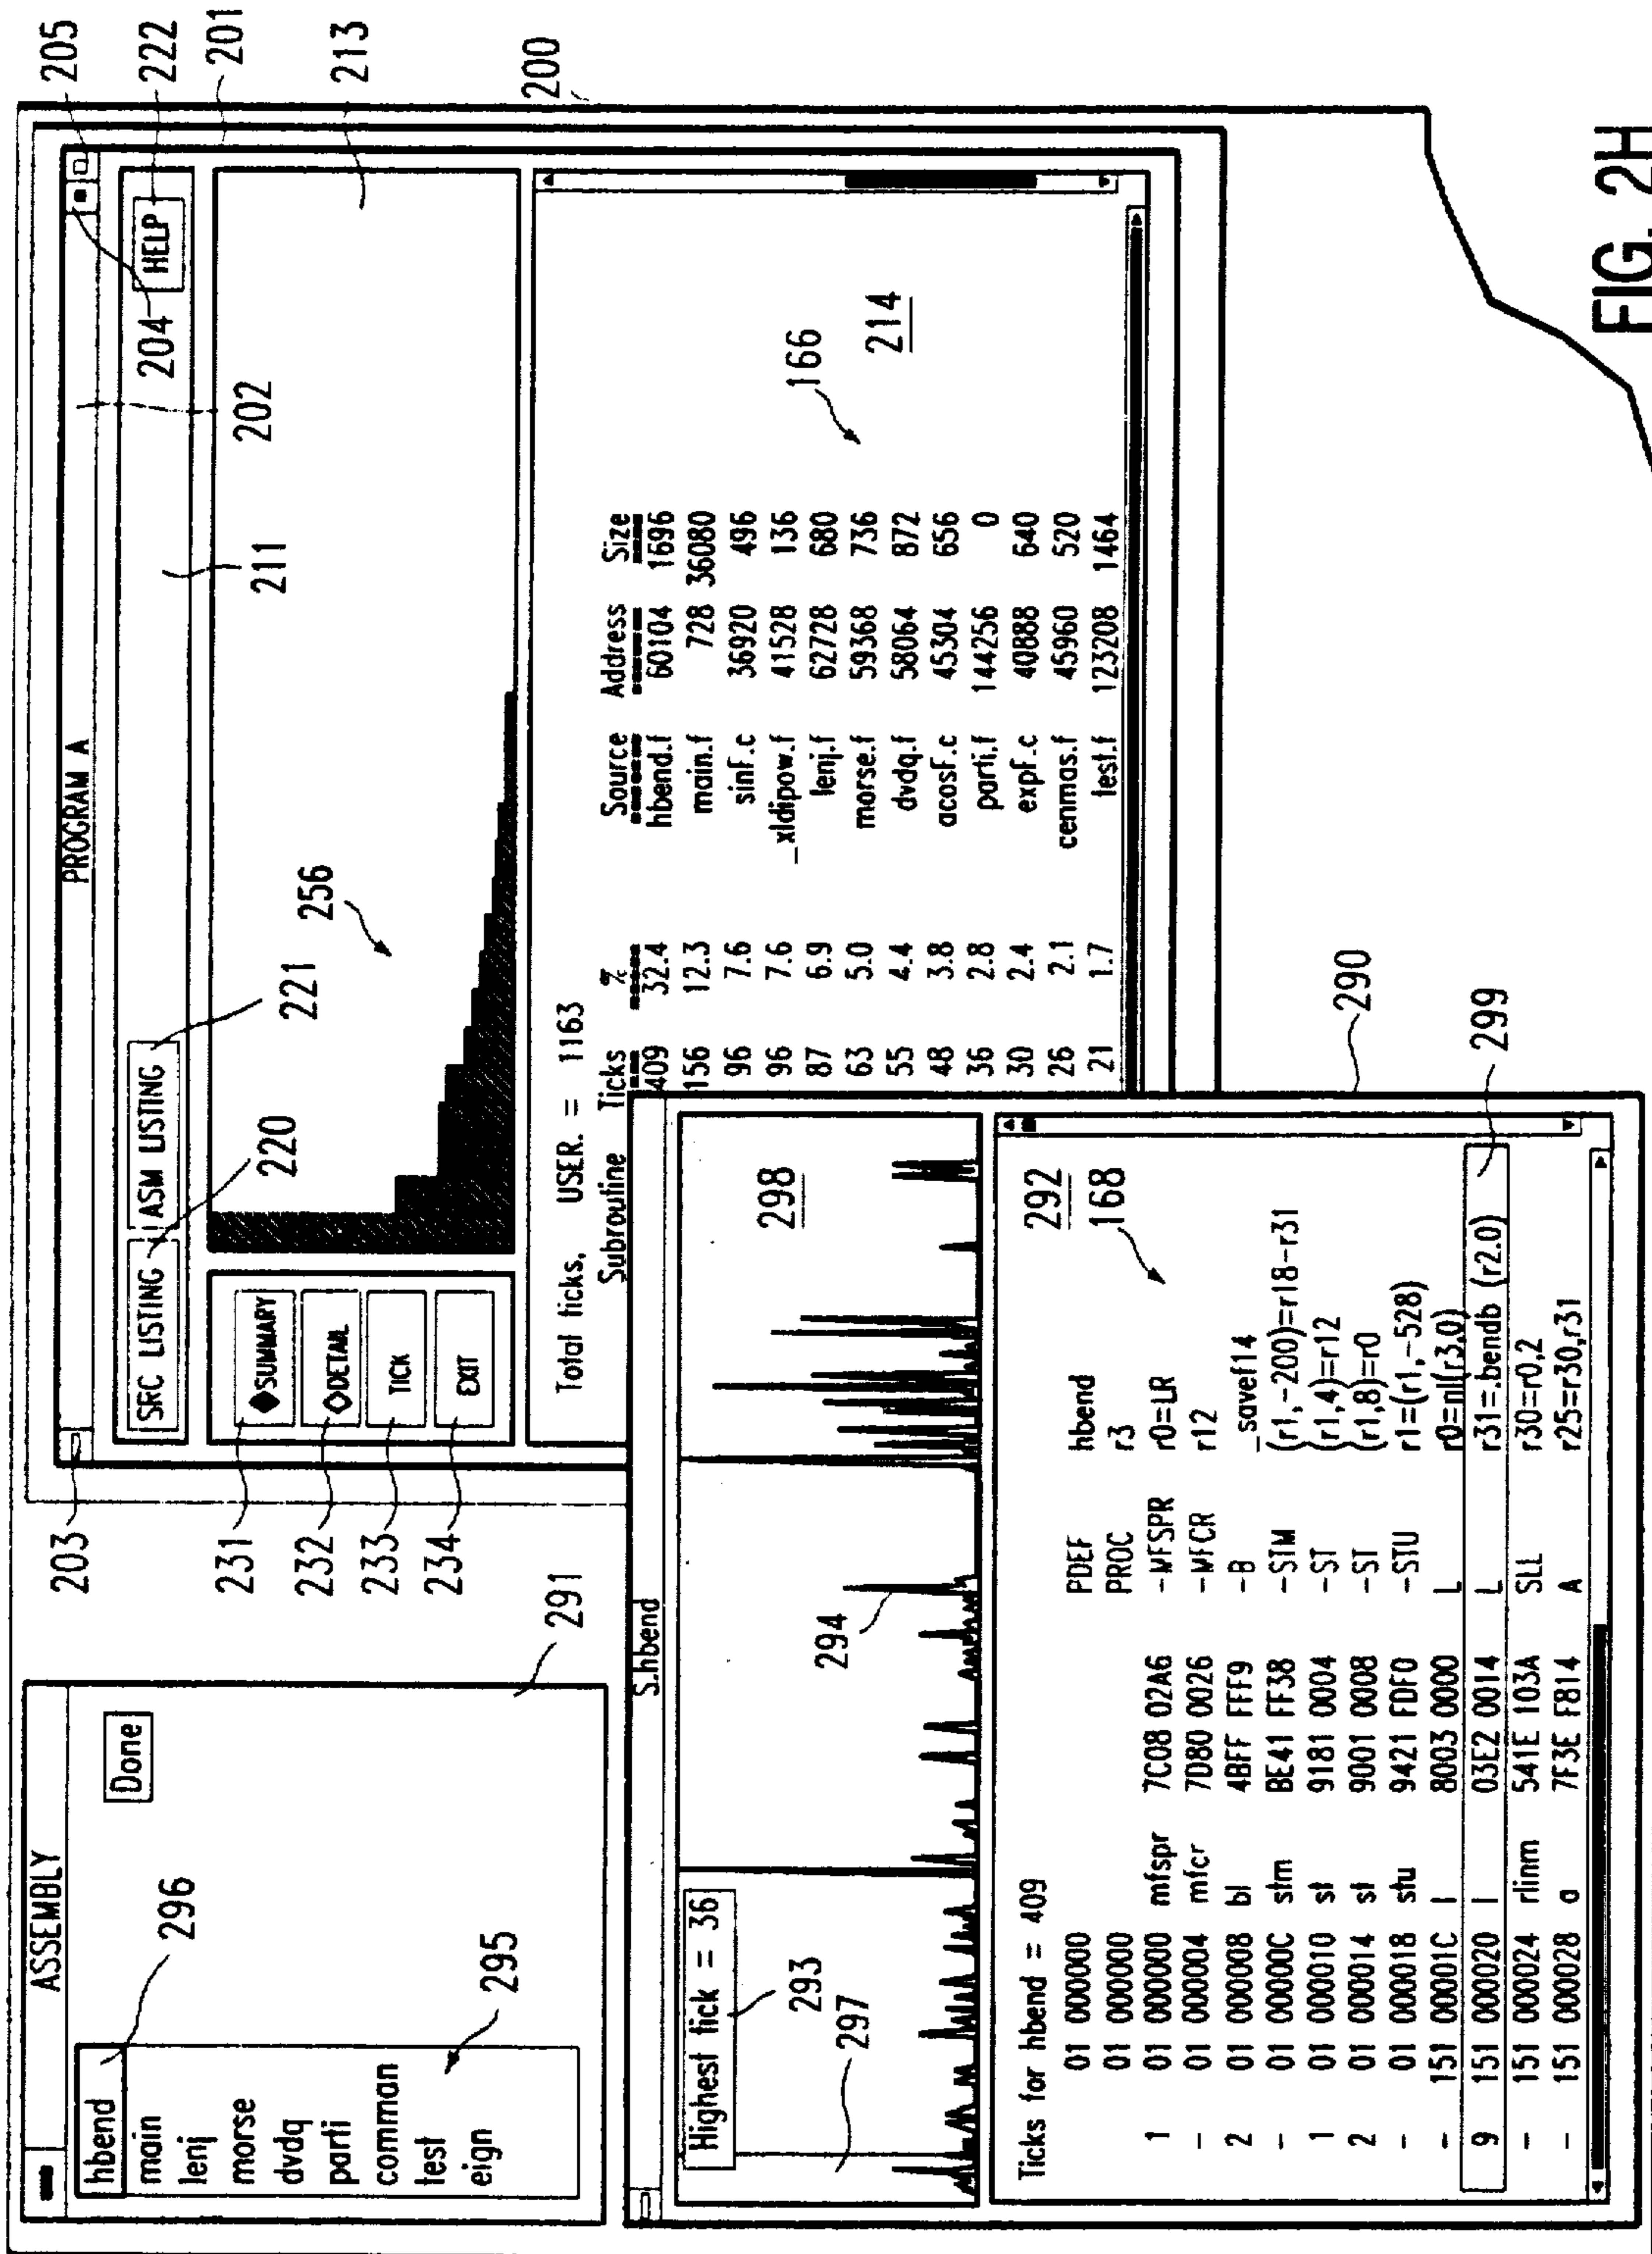 205
222
201
213
200
PROGRAM A
SRC LISTING ASM LISTING HELP
204
202
211
221
220
256
203
231
232
233
234
SUMMARY
DETAIL
TICK
EXIT
Total ticks, USER. = 1163
Subroutine Ticks % Source Address Size
409 32.4 hbend.f 60104 1696
156 12.3 main.f 728 36080
96 7.6 sinF.c 36920 496
96 7.6 _xldipow.f 41528 136
87 6.9 lenj.f 62728 680
63 5.0 morse.f 59368 736
55 4.4 dvdq.f 58064 872
48 3.8 acosF.c 45304 656
36 2.8 parti.f 144256 0
30 2.4 expF.c 40888 640
26 2.1 cenmas.f 45960 520
21 1.7 test.f 123208 1464
166
214
ASSEMBLY
hbend
main
lenj
morse
dvdq
parti
comman
test
eign
Done
296
295
291
S.hbend
Highest tick = 36
293
297
294
298
290
Ticks for hbend = 409
292
168
01 000000 PDEF hbend
01 000000 PROC r3
1 01 000000 mfspr 7C08 02A6 -MFSPR r0=LR
- 01 000004 mfcr 7D80 0026 -MFCR r12
2 01 000008 bl 4BFF FFF9 -B _savef14
- 01 00000C stm BE41 FF38 -STM (r1,-200)=r18-r31
1 01 000010 st 9181 0004 -ST (r1,4)=r12
2 01 000014 st 9001 0008 -ST (r1,8)=r0
- 01 000018 stu 9421 FDF0 -STU r1=(r1,-528)
- 151 00001C l 8003 0000 L r0=nl(r3,0)
9 151 000020 l 03E2 0014 L r31=.bendb (r2.0)
- 151 000024 rlinm 541E 103A SLL r30=r0,2
- 151 000028 a 7F3E F814 A r25=r30,r31
299
FIG. 2H